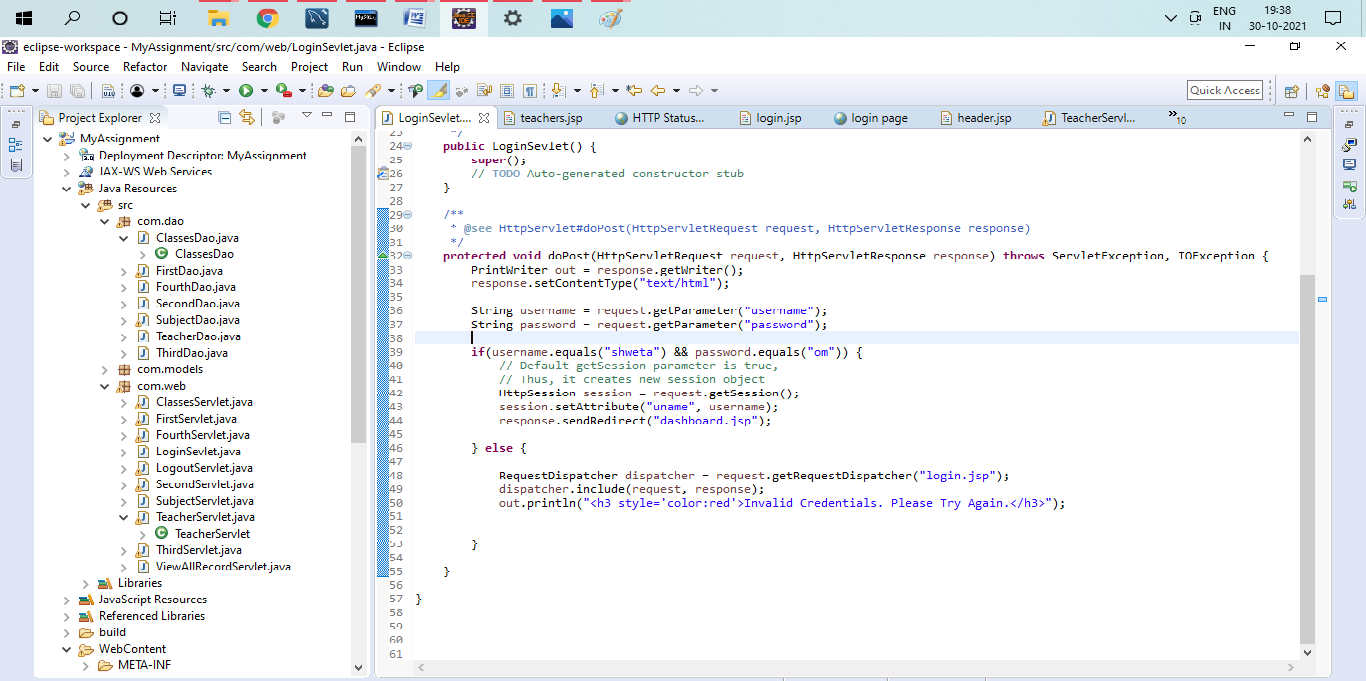 ENG
IN
19:38
30-10-2021
eclipse-workspace - MyAssignment/src/com/web/LoginSevlet.java - Eclipse
File Edit Source Refactor Navigate Search Project Run Window Help
Quick Access
Project Explorer
MyAssignment
Deployment Descriptor: MyAssignment
JAX-WS Web Services
Java Resources
src
com.dao
ClassesDao.java
ClassesDao
FirstDao.java
FourthDao.java
SecondDao.java
SubjectDao.java
TeacherDao.java
ThirdDao.java
com.models
com.web
ClassesServlet.java
FirstServlet.java
FourthServlet.java
LoginSevlet.java
LogoutServlet.java
SecondServlet.java
SubjectServlet.java
TeacherServlet.java
TeacherServlet
ThirdServlet.java
ViewAllRecordServlet.java
Libraries
JavaScript Resources
Referenced Libraries
build
WebContent
META-INF
LoginSevlet.... teachers.jsp HTTP Status... login.jsp login page header.jsp TeacherServl... »10
25 */
24 public LoginSevlet() {
25 super();
26 // TODO Auto-generated constructor stub
27 }
28
29 /**
30 * @see HttpServlet#doPost(HttpServletRequest request, HttpServletResponse response)
31 */
32 protected void doPost(HttpServletRequest request, HttpServletResponse response) throws ServletException, IOException {
33 PrintWriter out = response.getWriter();
34 response.setContentType("text/html");
35
36 String username = request.getParameter("username");
37 String password = request.getParameter("password");
38
39 if(username.equals("shweta") && password.equals("om")) {
40 // Default getSession parameter is true,
41 // Thus, it creates new session object
42 HttpSession session = request.getSession();
43 session.setAttribute("uname", username);
44 response.sendRedirect("dashboard.jsp");
45
46 } else {
47
48 RequestDispatcher dispatcher = request.getRequestDispatcher("login.jsp");
49 dispatcher.include(request, response);
50 out.println("<h3 style='color:red'>Invalid Credentials. Please Try Again.</h3>");
51
52
53 }
54
55 }
56
57 }
58
59
60
61